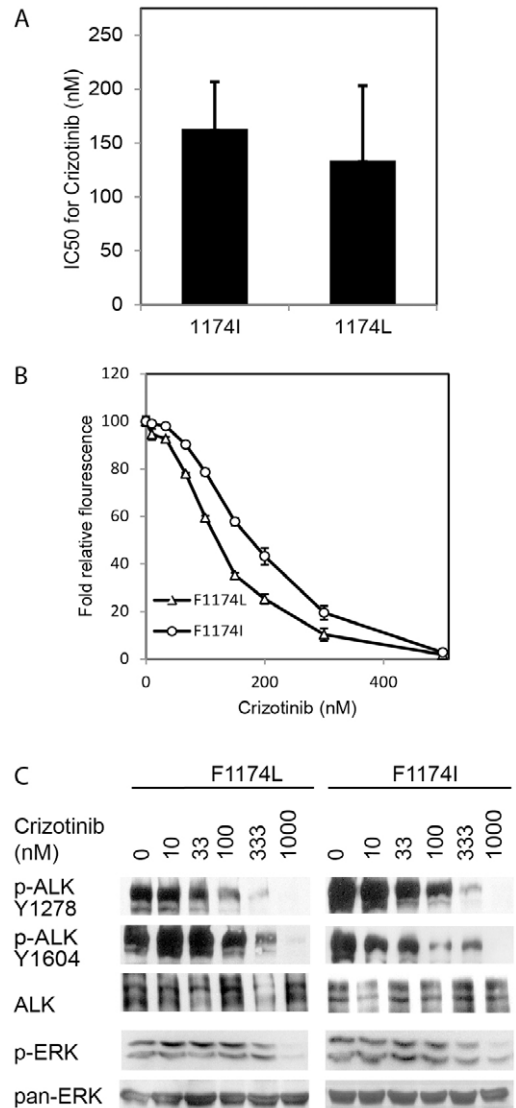 A
IC50 for Crizotinib (nM)
250
200
150
100
50
0
1174I
1174L
B
Fold relative flourescence
120
100
80
60
40
20
0
F1174L
F1174I
0
200
400
Crizotinib (nM)
C
F1174L
F1174I
Crizotinib
(nM)
0
10
33
100
333
1000
0
10
33
100
333
1000
p-ALK
Y1278
p-ALK
Y1604
ALK
p-ERK
pan-ERK